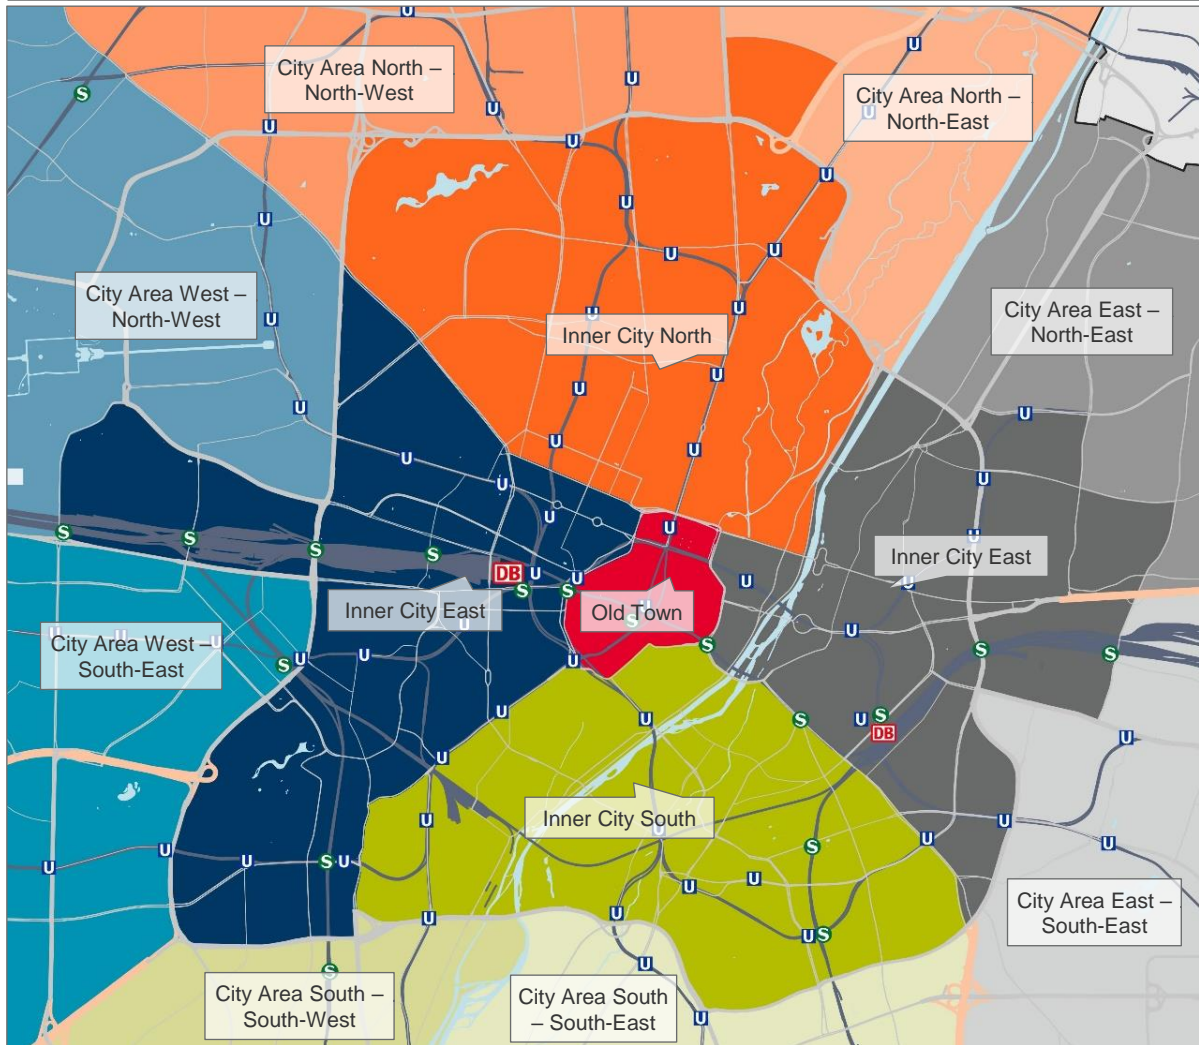 City Area North –
North-West
City Area North –
North-East
City Area West –
North-West
City Area East –
North-East
Inner City North
Inner City East
DB
Inner City East
Old Town
City Area West –
South-East
DB
Inner City South
City Area East –
South-East
City Area South –
South-West
City Area South
– South-East